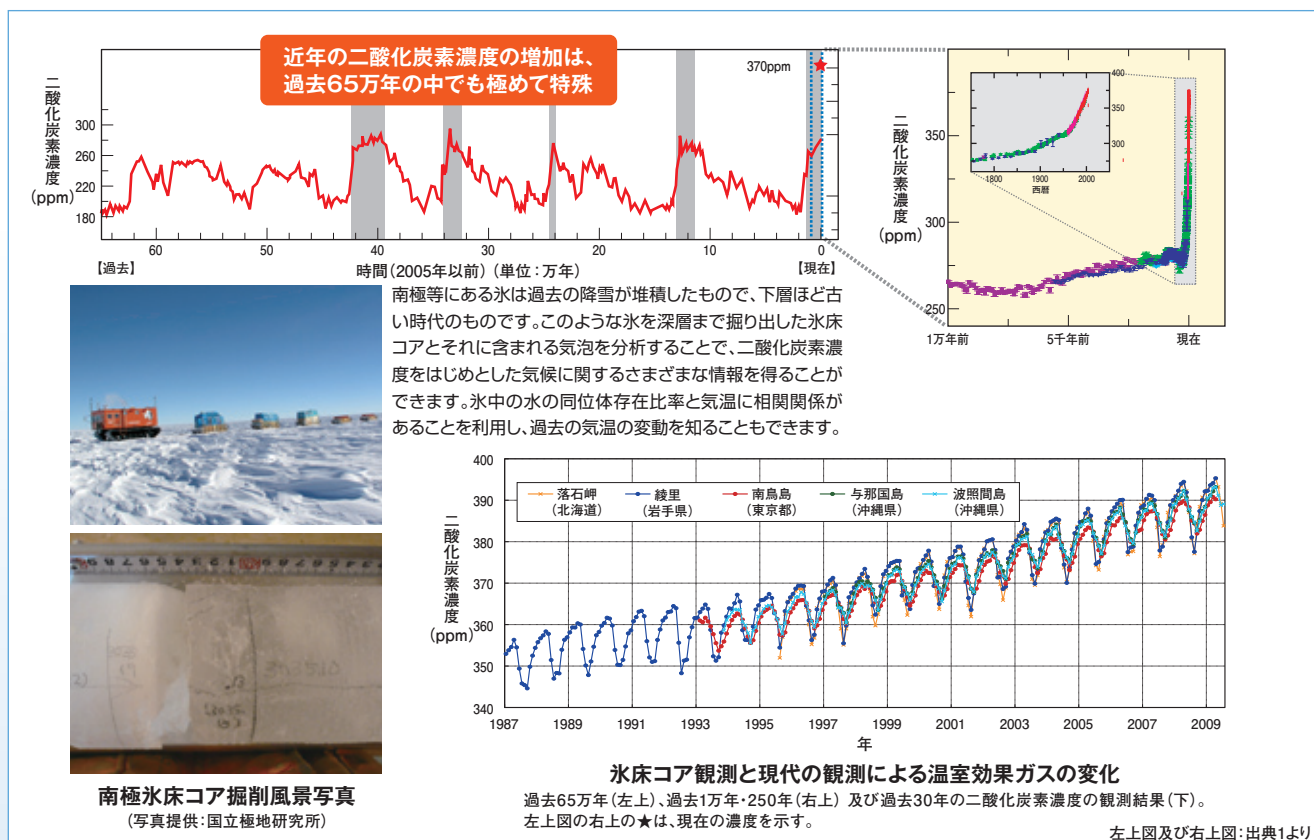 近年の二酸化炭素濃度の増加は、
過去65万年の中でも極めて特殊
二酸化炭素濃度
(ppm)
300
260
220
180
370ppm
60
50
40
30
20
10
0
【過去】
時間(2005年以前)(単位:万年)
【現在】
二酸化炭素濃度
(ppm)
350
300
250
400
350
300
1800
1900
2000
西暦
1万年前
5千年前
現在
南極等にある氷は過去の降雪が堆積したもので、下層ほど古
い時代のものです。このような氷を深層まで掘り出した氷床
コアとそれに含まれる気泡を分析することで、二酸化炭素濃
度をはじめとした気候に関するさまざまな情報を得ることが
できます。氷中の水の同位体存在比率と気温に相関関係が
あることを利用し、過去の気温の変動を知ることもできます。
南極氷床コア掘削風景写真
(写真提供:国立極地研究所)
二酸化炭素濃度
(ppm)
400
390
380
370
360
350
340
落石岬
(北海道)
綾里
(岩手県)
南鳥島
(東京都)
与那国島
(沖縄県)
波照間島
(沖縄県)
1987
1989
1991
1993
1995
1997
1999
2001
2003
2005
2007
2009
年
氷床コア観測と現代の観測による温室効果ガスの変化
過去65万年(左上)、過去1万年・250年(右上) 及び過去30年の二酸化炭素濃度の観測結果(下)。
左上図の右上の★は、現在の濃度を示す。
左上図及び右上図:出典1より